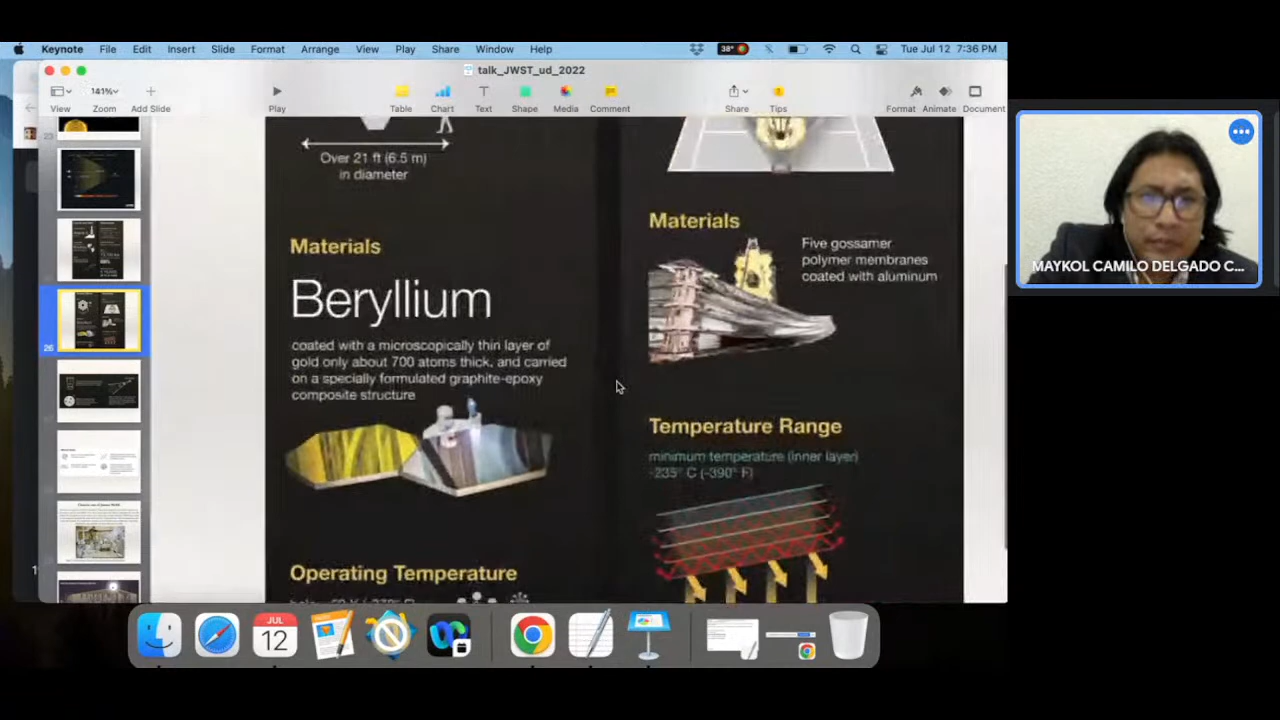 Keynote File Edit Insert Slide Format Arrange View Play Share Window Help 38° Tue Jul 12 7:36 PM
talk_JWST_ud_2022
141%
View Zoom Add Slide Play Table Chart Text Shape Media Comment Share Tips Format Animate Document
23
26
Over 21 ft (6.5 m)
in diameter
Materials
Beryllium
coated with a microscopically thin layer of
gold only about 700 atoms thick, and carried
on a specially formulated graphite-epoxy
composite structure
Operating Temperature
Materials
Five gossamer
polymer membranes
coated with aluminum
Temperature Range
minimum temperature (inner layer)
-235° C (-390° F)
MAYKOL CAMILO DELGADO C...
JUL
12